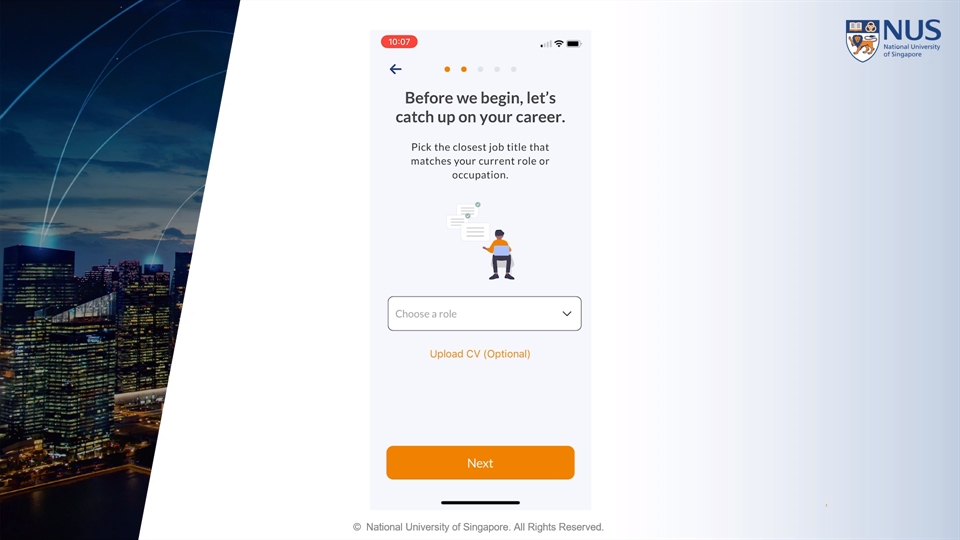 NUS
National University
of Singapore
10:07
Before we begin, let's
catch up on your career.
Pick the closest job title that
matches your current role or
occupation.
Choose a role
Upload CV (Optional)
Next
© National University of Singapore. All Rights Reserved.